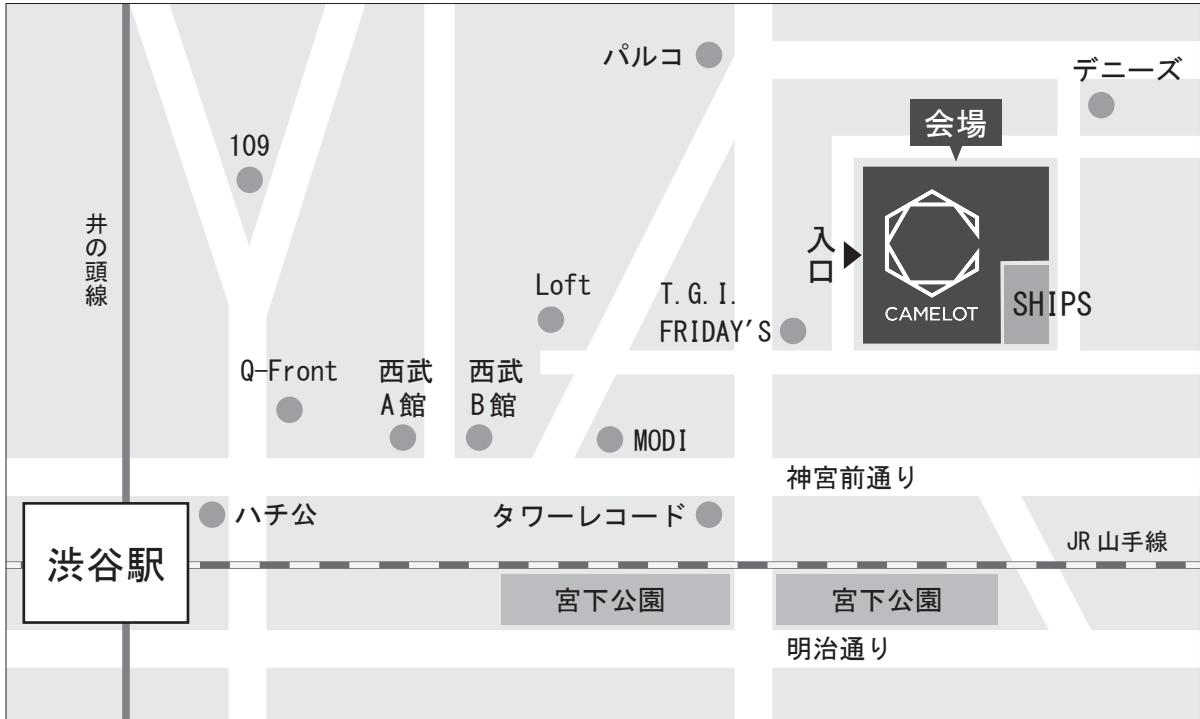 パルコ
デニーズ
会場
109
井の頭線
入口
CAMELOT
SHIPS
Loft
T.G.I.
FRIDAY'S
Q-Front
西武
A館
西武
B館
MODI
神宮前通り
ハチ公
タワーレコード
JR山手線
渋谷駅
宮下公園
宮下公園
明治通り